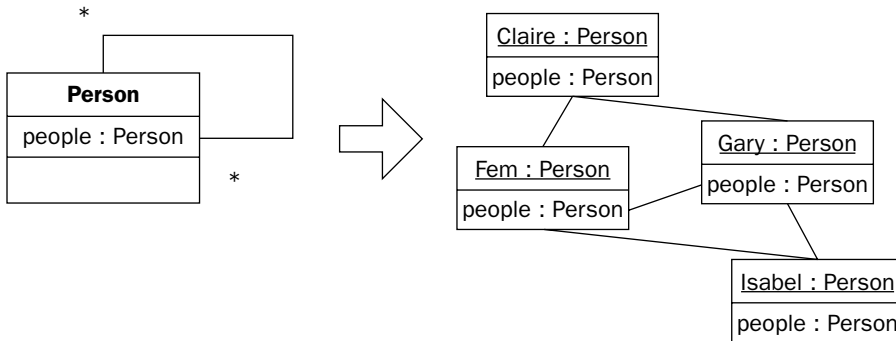 *
Person
people : Person
*
Claire : Person
people : Person
Gary : Person
people : Person
Fem : Person
people : Person
Isabel : Person
people : Person